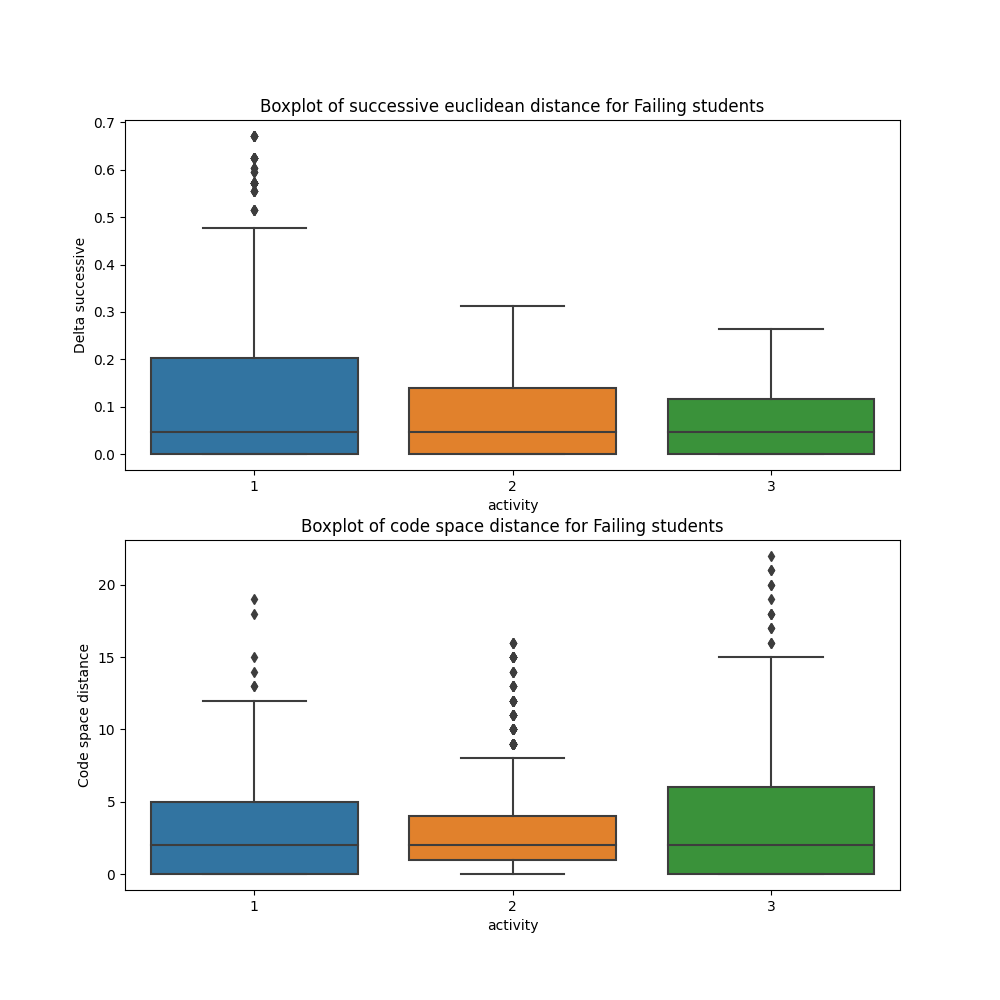 Boxplot of successive euclidean distance for Failing students
0.7
0.6
0.5
0.4
0.3
0.2
0.1
0.0
Delta successive
1 2 3
activity
Boxplot of code space distance for Failing students
20
15
10
5
0
Code space distance
1 2 3
activity